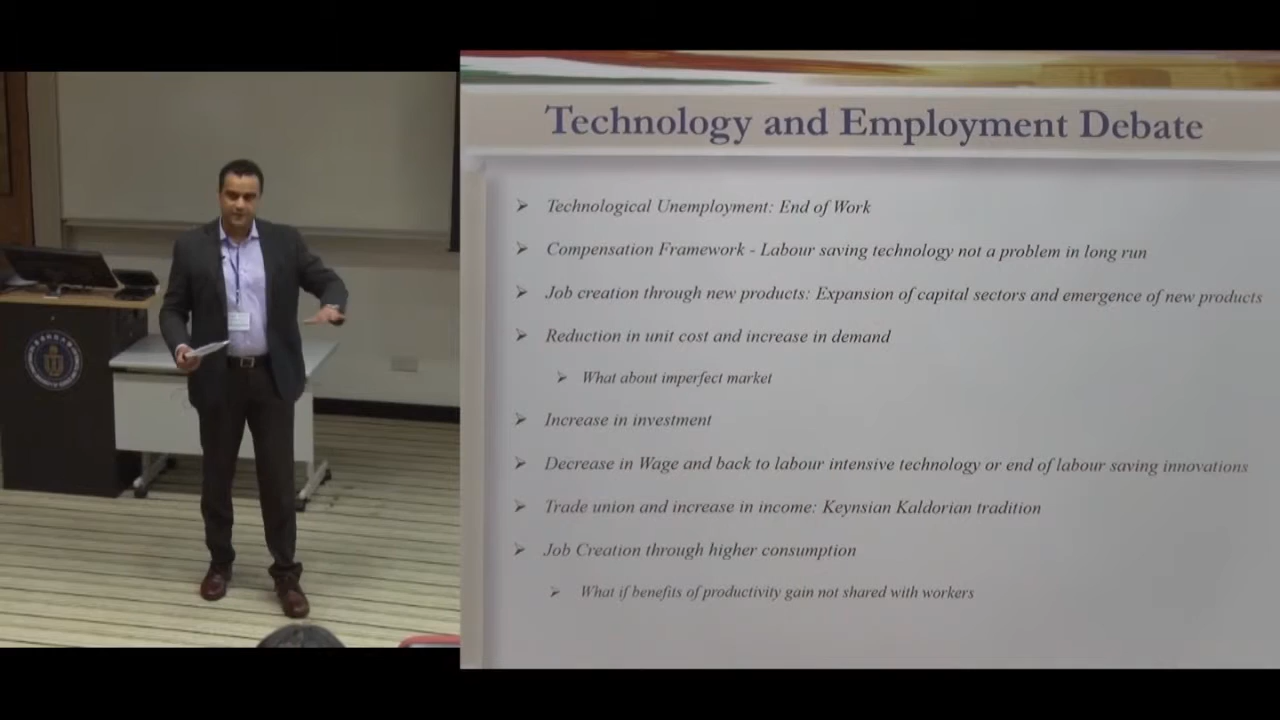 Technology and Employment Debate
Technological Unemployment: End of Work
Compensation Framework - Labour saving technology not a problem in long run
Job creation through new products: Expansion of capital sectors and emergence of new products
Reduction in unit cost and increase in demand
What about imperfect market
Increase in investment
Decrease in Wage and back to labour intensive technology or end of labour saving innovations
Trade union and increase in income: Keynsian Kaldorian tradition
Job Creation through higher consumption
What if benefits of productivity gain not shared with workers